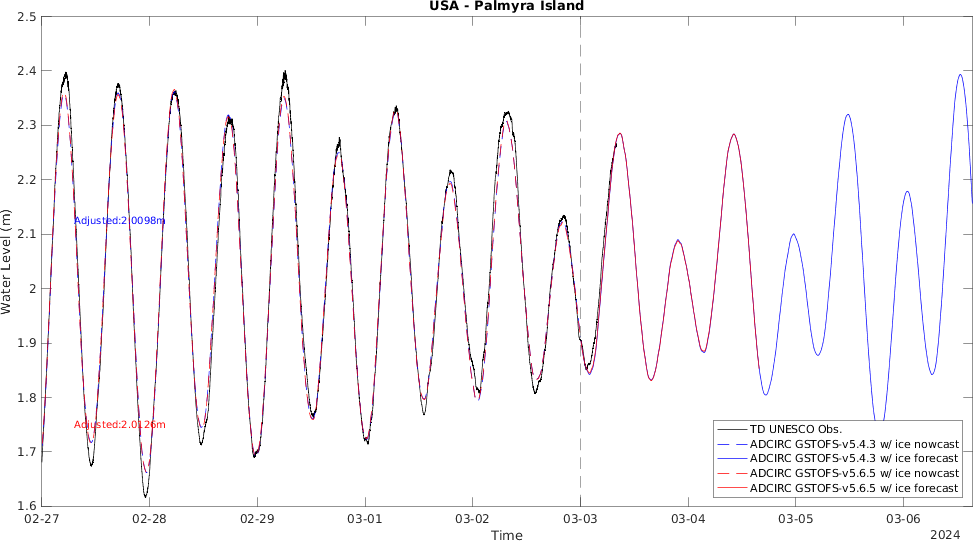 USA - Palmyra Island
2.5
2.4
2.3
2.2
2.1
2
1.9
1.8
1.7
1.6
Water Level (m)
Adjusted:2.0098m
Adjusted:2.0126m
TD UNESCO Obs.
ADCIRC GSTOFS-v5.4.3 w/ ice nowcast
ADCIRC GSTOFS-v5.4.3 w/ ice forecast
ADCIRC GSTOFS-v5.6.5 w/ ice nowcast
ADCIRC GSTOFS-v5.6.5 w/ ice forecast
02-27 02-28 02-29 03-01 03-02 03-03 03-04 03-05 03-06
Time
2024